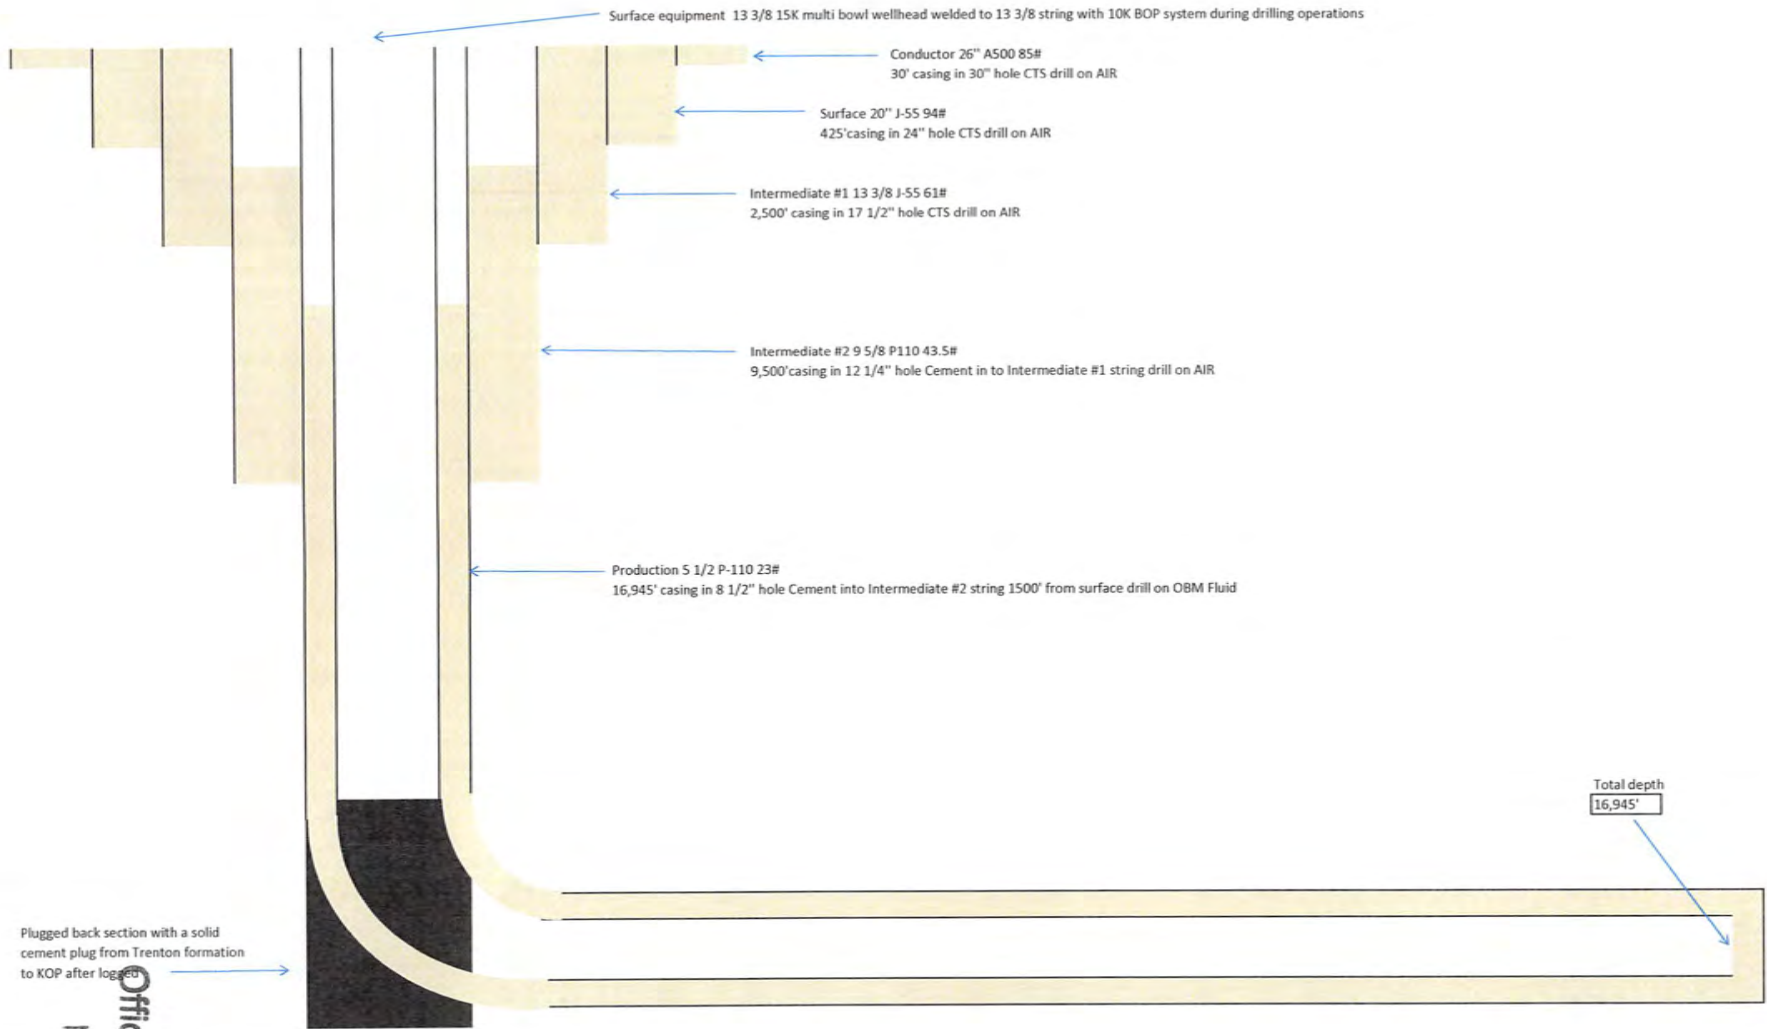 Surface equipment 13 3/8 15K multi bowl wellhead welded to 13 3/8 string with 10K BOP system during drilling operations
Conductor 26" A500 85#
30' casing in 30" hole CTS drill on AIR
Surface 20" J-55 94#
425'casing in 24" hole CTS drill on AIR
Intermediate #1 13 3/8 J-55 61#
2,500' casing in 17 1/2" hole CTS drill on AIR
Intermediate #2 9 5/8 P110 43.5#
9,500'casing in 12 1/4" hole Cement in to Intermediate #1 string drill on AIR
Production 5 1/2 P-110 23#
16,945' casing in 8 1/2" hole Cement into Intermediate #2 string 1500' from surface drill on OBM Fluid
Total depth
16,945'
Plugged back section with a solid
cement plug from Trenton formation
to KOP after logged
Offic